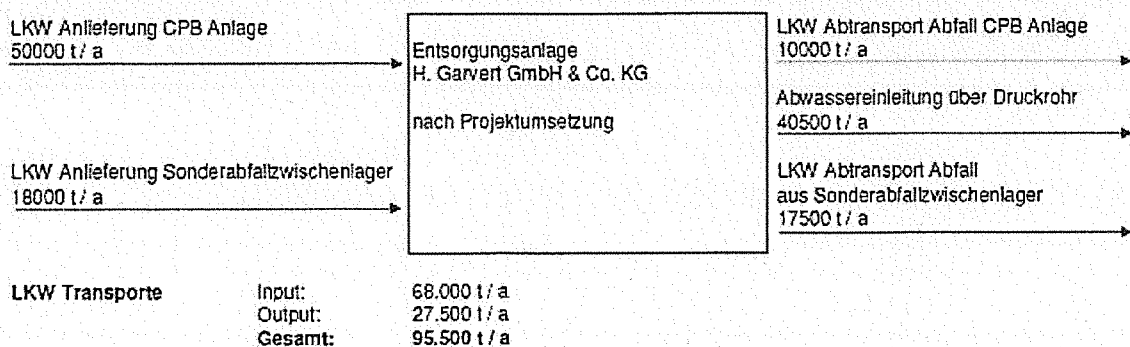 LKW Anlieferung CPB Anlage
50000 t / a
LKW Anlieferung Sonderabfallzwischenlager
18000 t / a
Entsorgungsanlage
H. Garvert GmbH & Co. KG
nach Projektumsetzung
LKW Abtransport Abfall CPB Anlage
10000 t / a
Abwassereinleitung über Druckrohr
40500 t / a
LKW Abtransport Abfall
aus Sonderabfallzwischenlager
17500 t / a
LKW Transporte Input: 68.000 t / a
Output: 27.500 t / a
Gesamt: 95.500 t / a